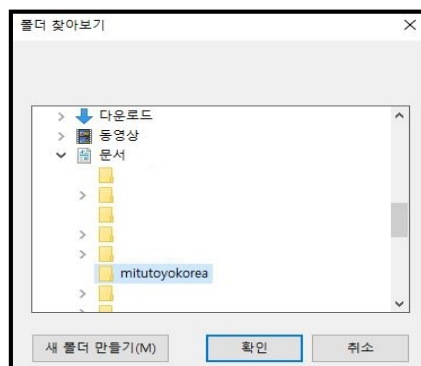 폴더 찾아보기
다운로드
동영상
문서
mitutoyokorea
새 폴더 만들기(M)
확인
취소